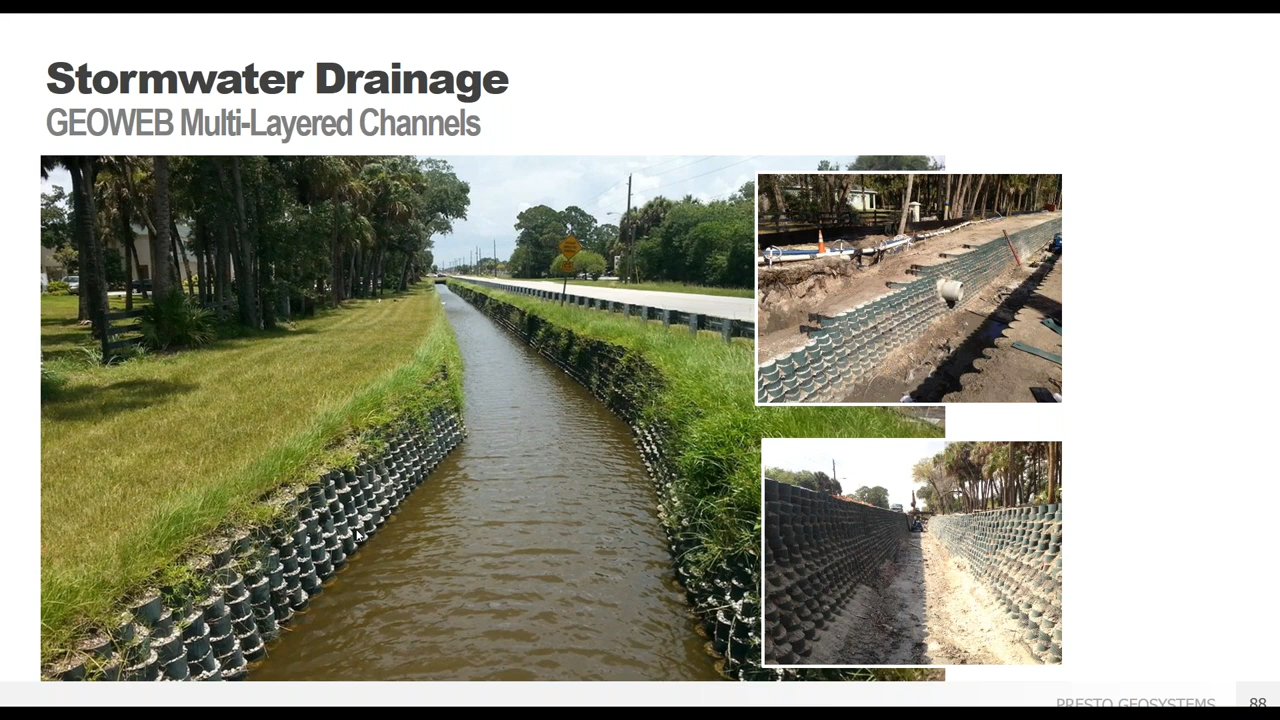 Stormwater Drainage
GEOWEB Multi-Layered Channels
PRESTO GEOSYSTEMS
88